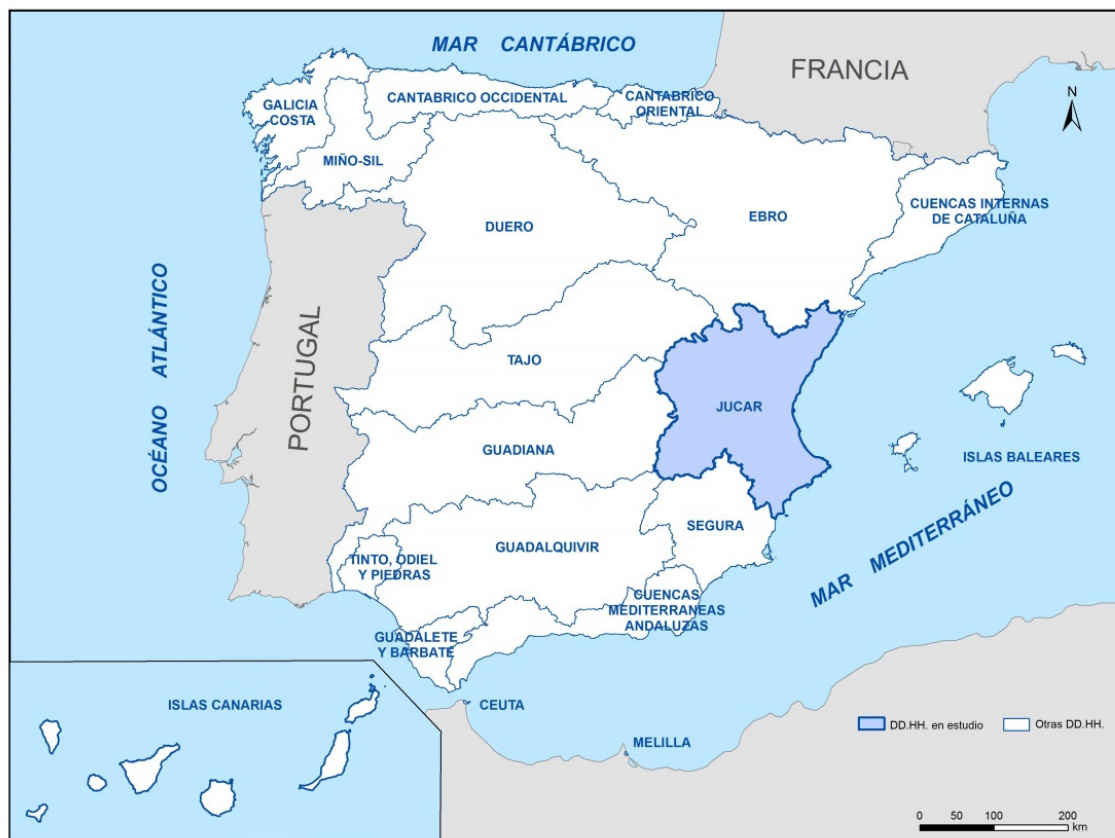 MAR CANTÁBRICO
FRANCIA
N
GALICIA
COSTA
CANTABRICO OCCIDENTAL
CANTABRICO
ORIENTAL
MIÑO-SIL
CUENCAS INTERNAS
DE CATALUÑA
DUERO
EBRO
OCÉANO ATLÁNTICO
PORTUGAL
TAJO
JUCAR
GUADIANA
ISLAS BALEARES
SEGURA
GUADALQUIVIR
MAR MEDITERRÁNEO
TINTO, ODIEL
Y PIEDRAS
CUENCAS
MEDITERRANEAS
ANDALUZAS
GUADALETE
Y BARBATE
ISLAS CANARIAS
CEUTA
MELILLA
DD.HH. en estudio
Otras DD.HH.
0 50 100 200
km